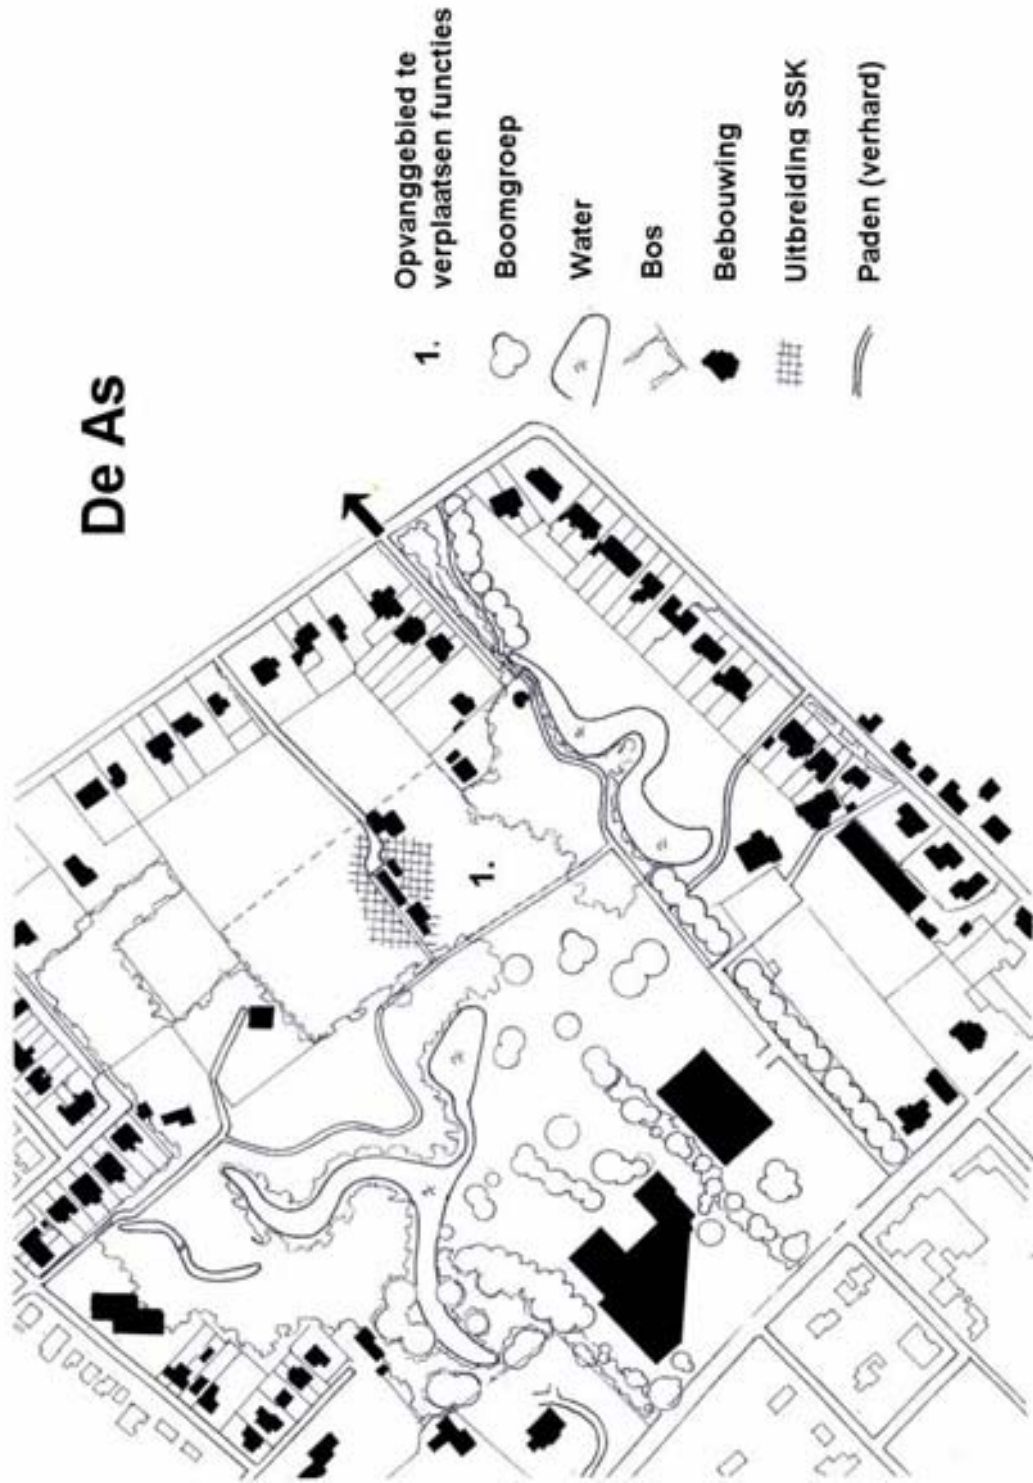 De As
1.
Opvanggebied te
verplaatsen functies
Boomgroep
Water
Bos
Bebouwing
Uitbreiding SSK
Paden (verhard)
1.